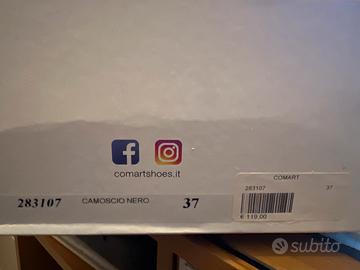 comartshoes.it
283107 CAMOSCIO NERO 37
COMART
283107 37
€ 119,00
subito